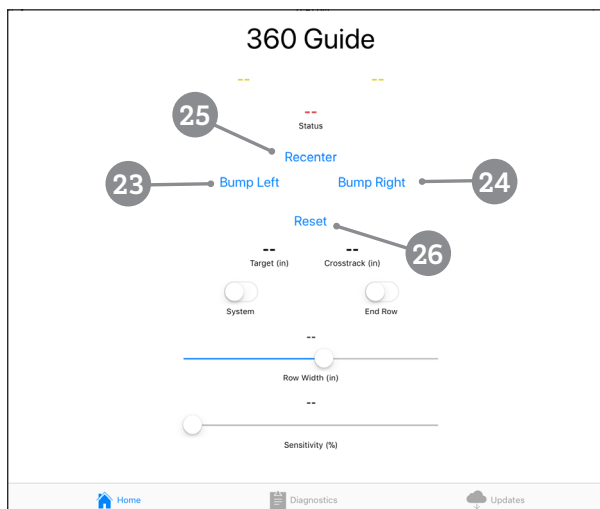 360 Guide
-- --
--
Status
25
Recenter
23 Bump Left Bump Right 24
Reset
26
-- --
Target (in) Crosstrack (in)
System End Row
--
Row Width (in)
--
Sensitivity (%)
Home Diagnostics Updates